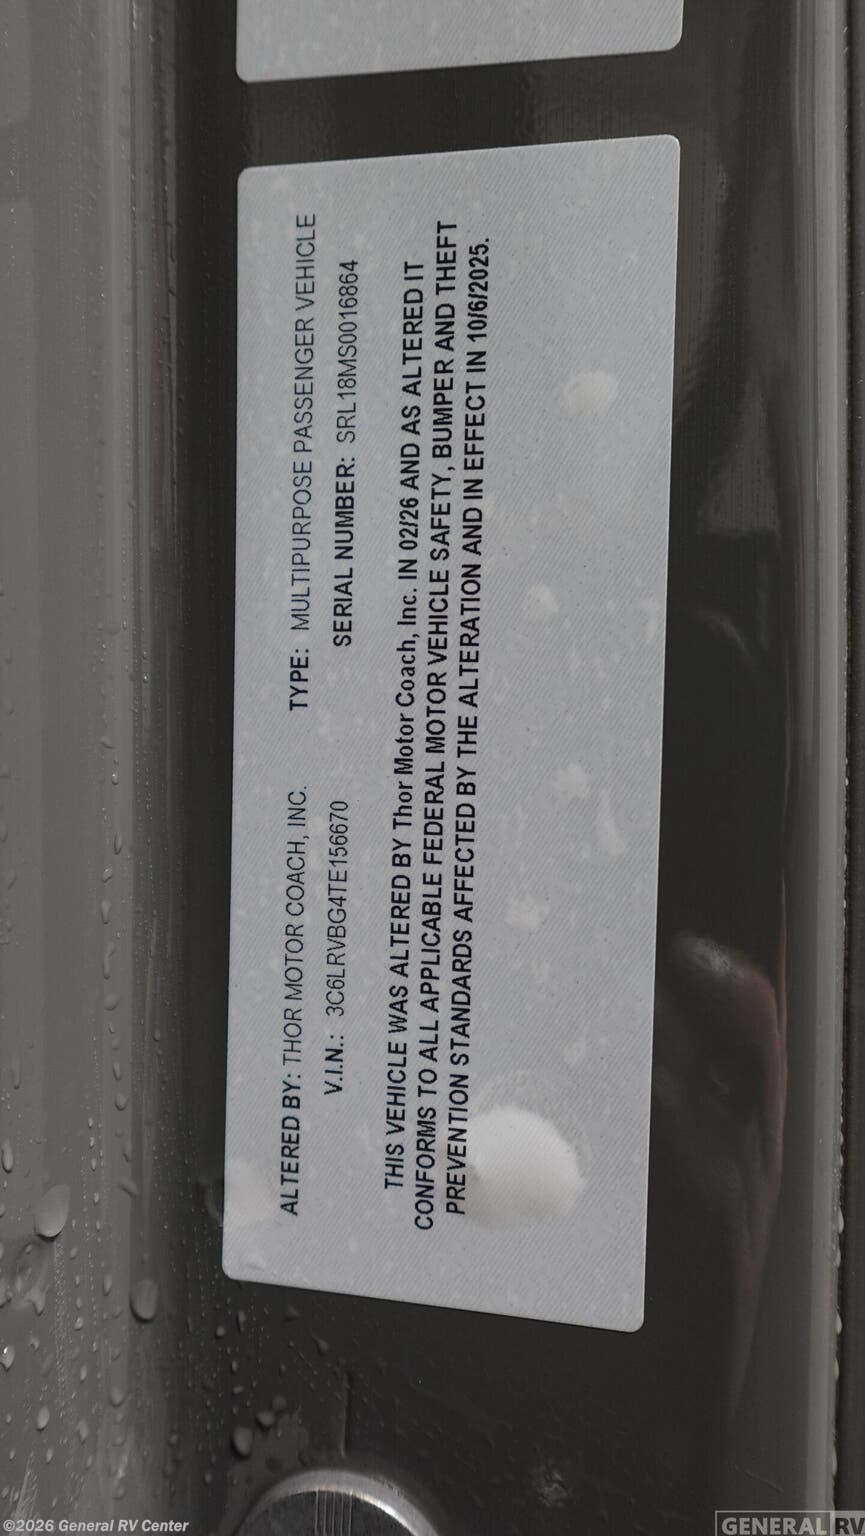 ALTERED BY: THOR MOTOR COACH, INC. TYPE: MULTIPURPOSE PASSENGER VEHICLE
V.I.N.: 3C6LRVBG4TE156670 SERIAL NUMBER: SRL18MS0016864
THIS VEHICLE WAS ALTERED BY Thor Motor Coach, Inc. IN 02/26 AND AS ALTERED IT
CONFORMS TO ALL APPLICABLE FEDERAL MOTOR VEHICLE SAFETY, BUMPER AND THEFT
PREVENTION STANDARDS AFFECTED BY THE ALTERATION AND IN EFFECT IN 10/6/2025.
©2026 General RV Center
GENERAL RV